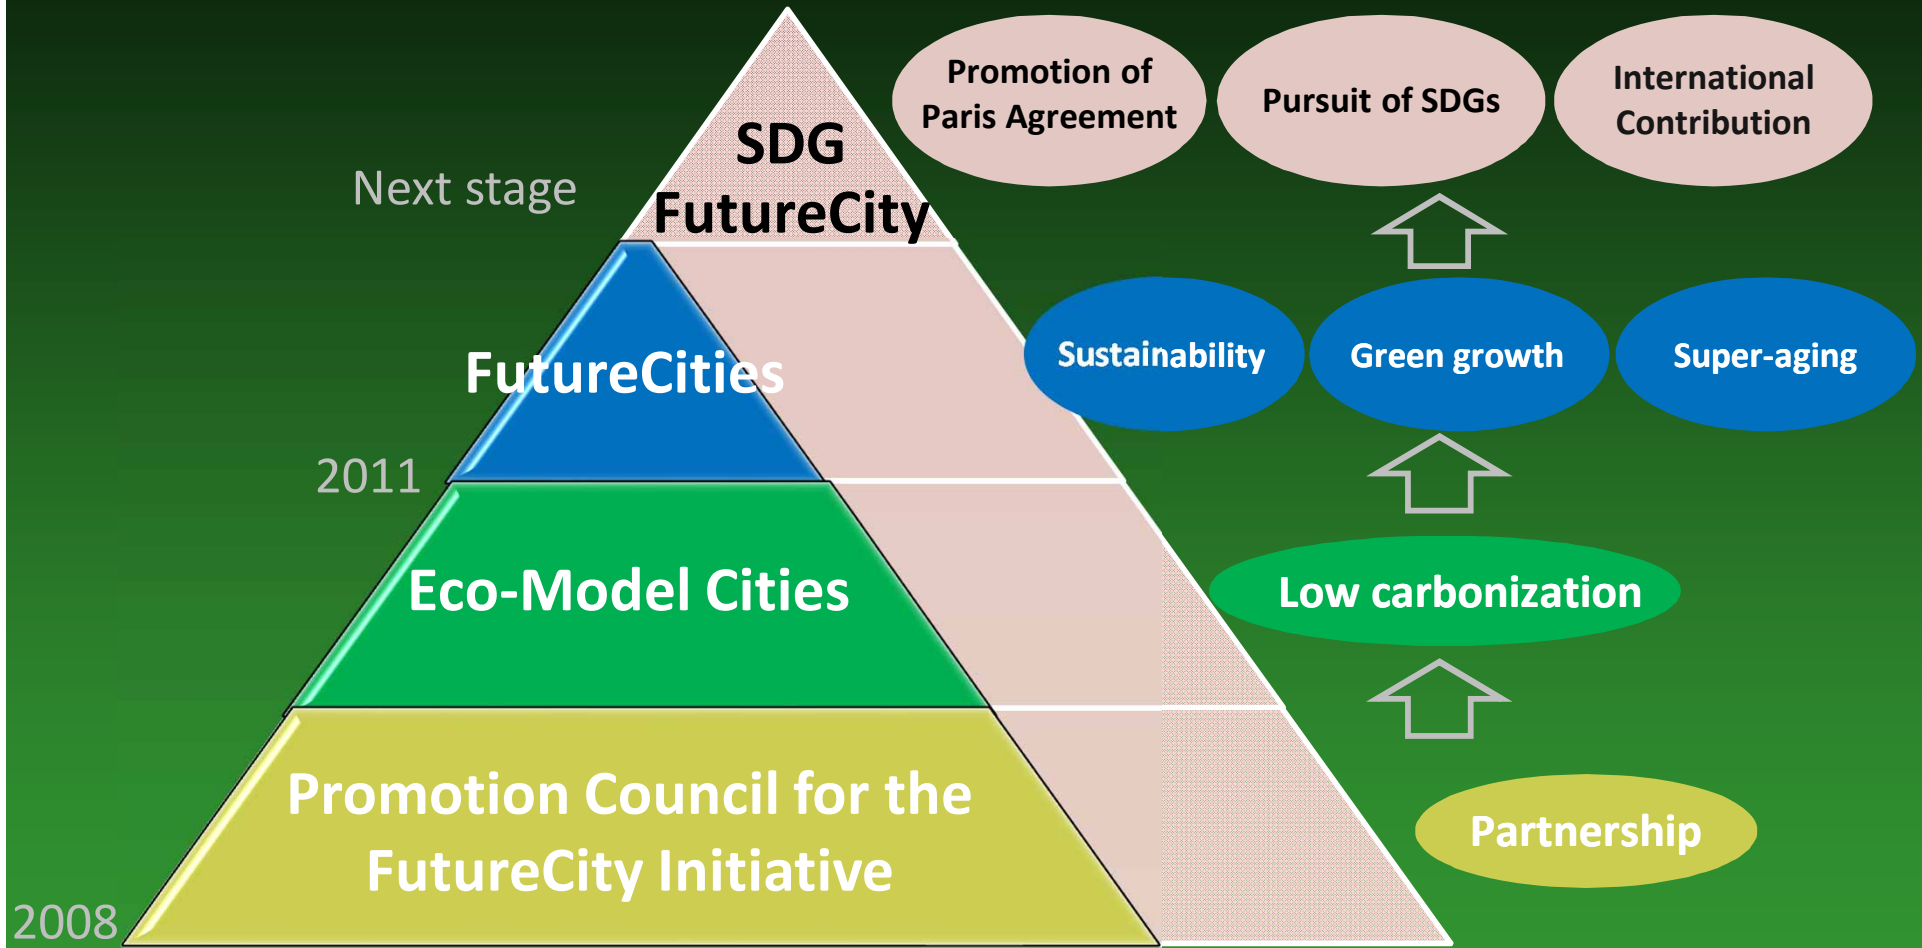 Promotion of
Paris Agreement
Pursuit of SDGs
International
Contribution
SDG
FutureCity
Next stage
FutureCities
Sustainability
Green growth
Super-aging
2011
Eco-Model Cities
Low carbonization
Promotion Council for the
FutureCity Initiative
Partnership
2008